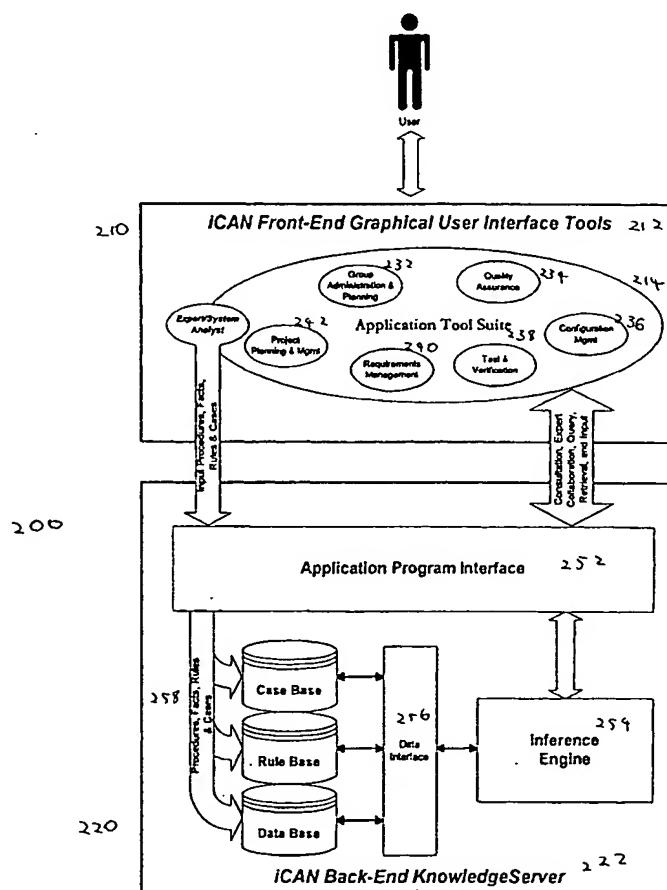 User
210
iCAN Front-End Graphical User Interface Tools 212
232
Group
Administration &
Planning
234
Quality
Assurance
214
Expert/System
Analyst
242
Project
Planning & Mgmt
Application Tool Suite
236
Configuration
Mgmt
240
Requirements
Management
238
Test &
Verification
Input Procedures, Facts,
Rules & Cases
Consultation, Expert
Collaboration, Query,
Retrieval, and Input
200
Application Program Interface 252
258
Procedures, Facts, Rules
& Cases
Case Base
Rule Base
Data Base
256
Data
Interface
254
Inference
Engine
220
iCAN Back-End KnowledgeServer 222